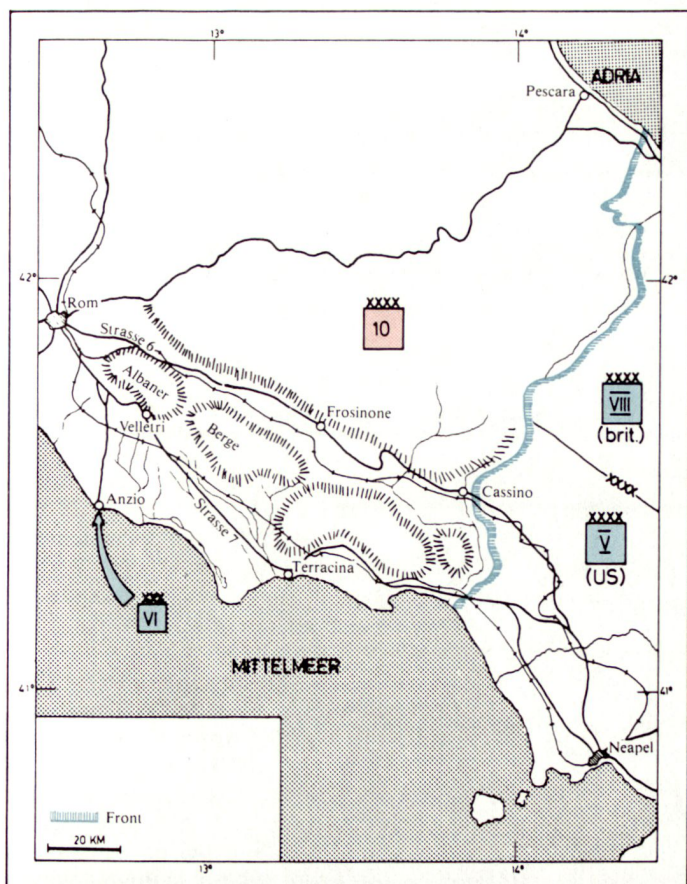 13°
14°
ADRIA
Pescara
42°
42°
Rom
XXXX
10
Strasse 6
Albaner
XXXX
VIII
(brit.)
Frosinone
Velletri
Berge
XXXX
Cassino
Anzio
Strasse 7
XXXX
V
(US)
Terracina
XXX
VI
MITTELMEER
41°
41°
Neapel
Front
20 KM
13°
14°